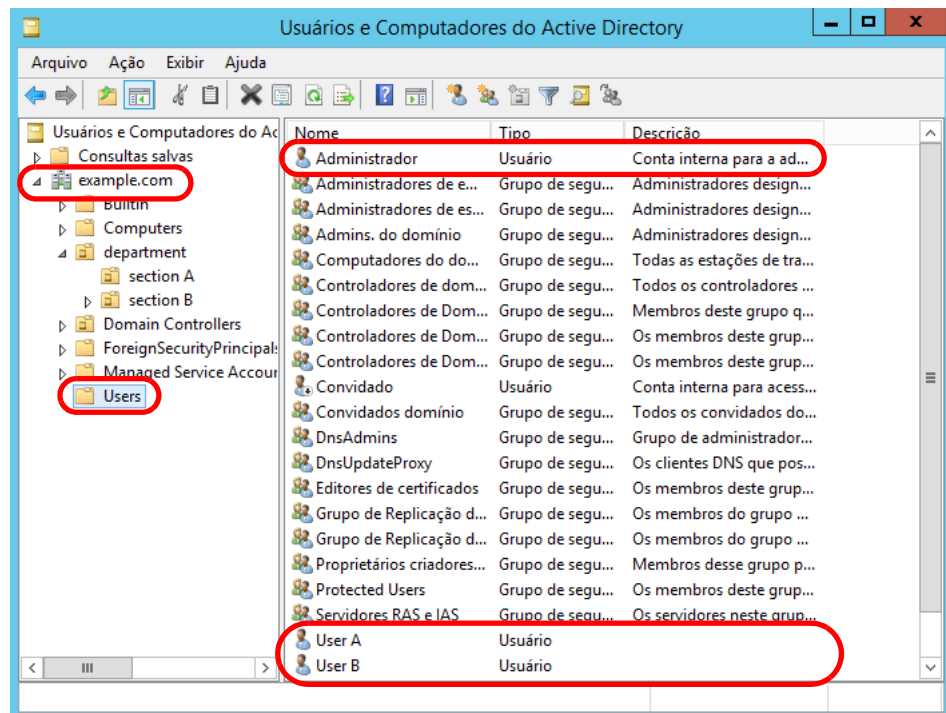 Usuários e Computadores do Active Directory
Arquivo Ação Exibir Ajuda
Usuários e Computadores do Ac
Consultas salvas
example.com
Builtin
Computers
department
section A
section B
Domain Controllers
ForeignSecurityPrincipals
Managed Service Accour
Users
Nome Tipo Descrição
Administrador Usuário Conta interna para a ad...
Administradores de e... Grupo de segu... Administradores design...
Administradores de es... Grupo de segu... Administradores design...
Admins. do domínio Grupo de segu... Administradores design...
Computadores do do... Grupo de segu... Todas as estações de tra...
Controladores de dom... Grupo de segu... Todos os controladores ...
Controladores de Dom... Grupo de segu... Membros deste grupo q...
Controladores de Dom... Grupo de segu... Os membros deste grup...
Controladores de Dom... Grupo de segu... Os membros deste grup...
Convidado Usuário Conta interna para acess...
Convidados domínio Grupo de segu... Todos os convidados do...
DnsAdmins Grupo de segu... Grupo de administrador...
DnsUpdateProxy Grupo de segu... Os clientes DNS que pos...
Editores de certificados Grupo de segu... Os membros deste grup...
Grupo de Replicação d... Grupo de segu... Os membros do grupo ...
Grupo de Replicação d... Grupo de segu... Os membros do grupo ...
Proprietários criadores... Grupo de segu... Membros desse grupo p...
Protected Users Grupo de segu... Os membros deste grup...
Servidores RAS e IAS Grupo de segu... Os servidores neste grup...
User A Usuário
User B Usuário